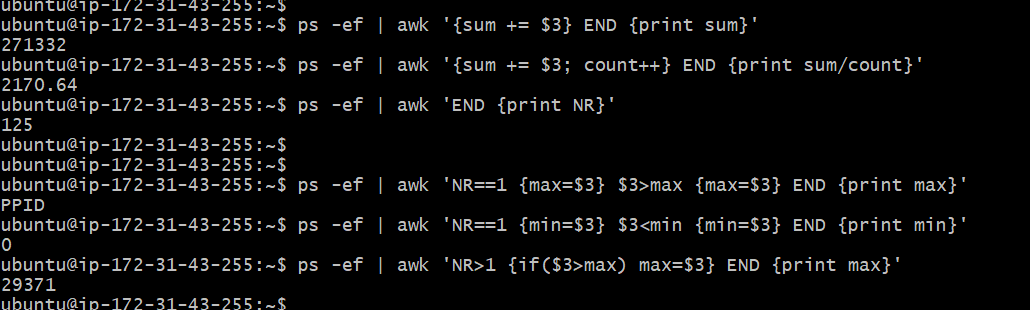 ubuntu@ip-172-31-43-255:~$
ubuntu@ip-172-31-43-255:~$ ps -ef | awk '{sum += $3} END {print sum}'
271332
ubuntu@ip-172-31-43-255:~$ ps -ef | awk '{sum += $3; count++} END {print sum/count}'
2170.64
ubuntu@ip-172-31-43-255:~$ ps -ef | awk 'END {print NR}'
125
ubuntu@ip-172-31-43-255:~$
ubuntu@ip-172-31-43-255:~$
ubuntu@ip-172-31-43-255:~$ ps -ef | awk 'NR==1 {max=$3} $3>max {max=$3} END {print max}'
PPID
ubuntu@ip-172-31-43-255:~$ ps -ef | awk 'NR==1 {min=$3} $3<min {min=$3} END {print min}'
0
ubuntu@ip-172-31-43-255:~$ ps -ef | awk 'NR>1 {if($3>max) max=$3} END {print max}'
29371
ubuntu@ip-172-31-43-255:~$